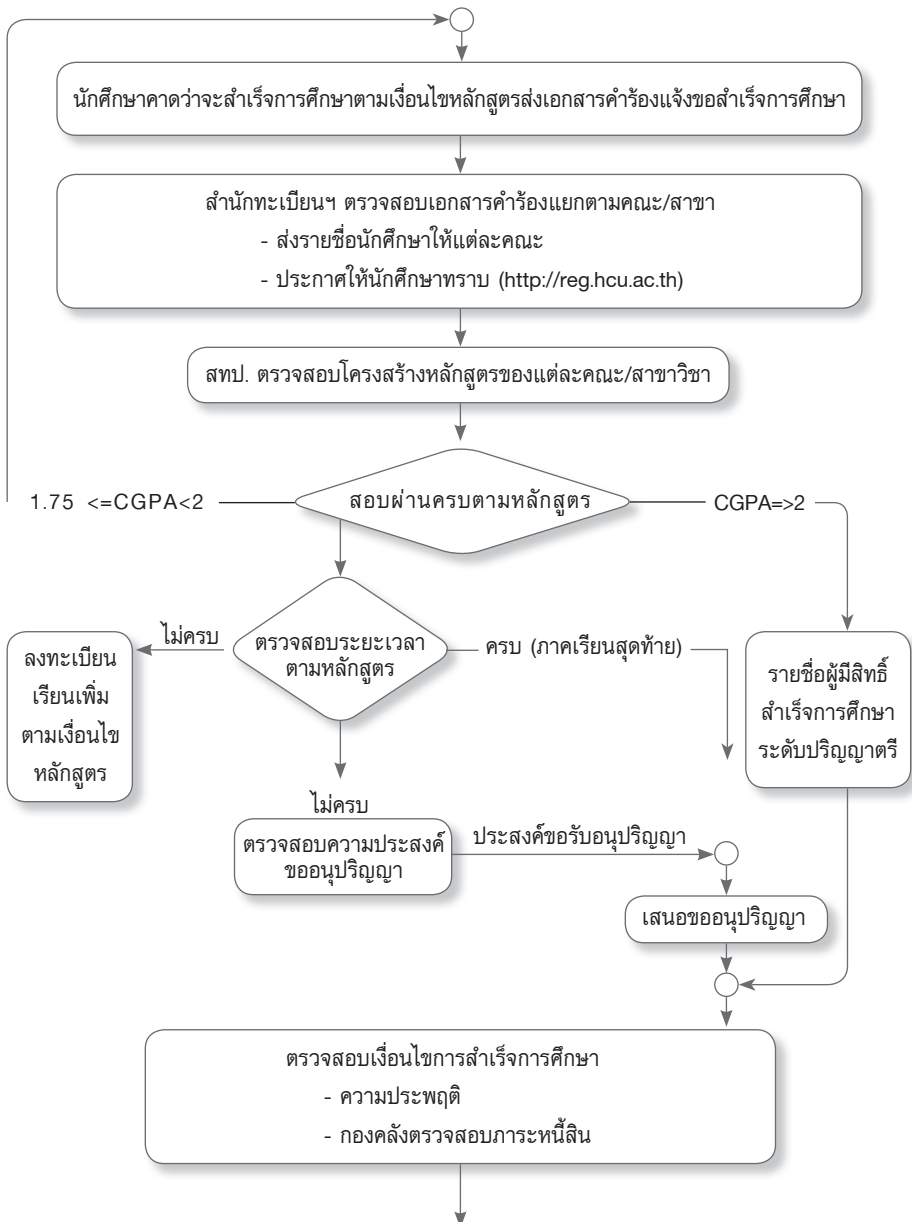 นักศึกษาคาดว่าจะสำเร็จการศึกษาตามเงื่อนไขหลักสูตรส่งเอกสารคำร้องแจ้งขอสำเร็จการศึกษา
สำนักทะเบียนฯ ตรวจสอบเอกสารคำร้องแยกตามคณะ/สาขา
- ส่งรายชื่อนักศึกษาให้แต่ละคณะ
- ประกาศให้นักศึกษาทราบ (http://reg.hcu.ac.th)
สทป. ตรวจสอบโครงสร้างหลักสูตรของแต่ละคณะ/สาขาวิชา
1.75 <=CGPA<2
สอบผ่านครบตามหลักสูตร
CGPA=>2
ไม่ครบ
ตรวจสอบระยะเวลา
ตามหลักสูตร
ครบ (ภาคเรียนสุดท้าย)
ลงทะเบียน
เรียนเพิ่ม
ตามเงื่อนไข
หลักสูตร
รายชื่อผู้มีสิทธิ์
สำเร็จการศึกษา
ระดับปริญญาตรี
ไม่ครบ
ตรวจสอบความประสงค์
ขออนุปริญญา
ประสงค์ขอรับอนุปริญญา
เสนอขออนุปริญญา
ตรวจสอบเงื่อนไขการสำเร็จการศึกษา
- ความประพฤติ
- กองคลังตรวจสอบภาระหนี้สิน